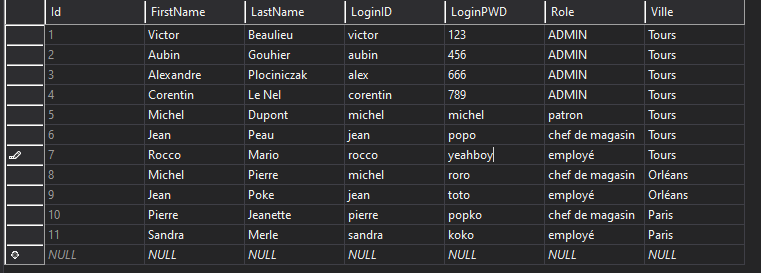 Id FirstName LastName LoginID LoginPWD Role Ville
1 Victor Beaulieu victor 123 ADMIN Tours
2 Aubin Gouhier aubin 456 ADMIN Tours
3 Alexandre Plociniczak alex 666 ADMIN Tours
4 Corentin Le Nel corentin 789 ADMIN Tours
5 Michel Dupont michel michel patron Tours
6 Jean Peau jean popo chef de magasin Tours
7 Rocco Mario rocco yeahboy employé Tours
8 Michel Pierre michel roro chef de magasin Orléans
9 Jean Poke jean toto employé Orléans
10 Pierre Jeanette pierre popko chef de magasin Paris
11 Sandra Merle sandra koko employé Paris
NULL NULL NULL NULL NULL NULL NULL